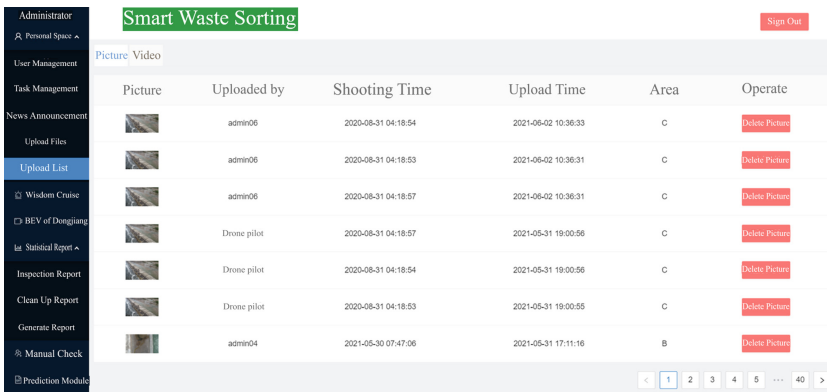 Administrator
Smart Waste Sorting
Sign Out
Personal Space
User Management
Task Management
News Announcement
Upload Files
Upload List
Wisdom Cruise
BEV of Dongjiang
Statistical Report
Inspection Report
Clean Up Report
Generate Report
Manual Check
Prediction Module
Picture Video
Picture Uploaded by Shooting Time Upload Time Area Operate
admin06 2020-08-31 04:18:54 2021-06-02 10:36:33 C Delete Picture
admin06 2020-08-31 04:18:53 2021-06-02 10:36:31 C Delete Picture
admin06 2020-08-31 04:18:57 2021-06-02 10:36:31 C Delete Picture
Drone pilot 2020-08-31 04:18:57 2021-05-31 19:00:56 C Delete Picture
Drone pilot 2020-08-31 04:18:54 2021-05-31 19:00:56 C Delete Picture
Drone pilot 2020-08-31 04:18:53 2021-05-31 19:00:55 C Delete Picture
admin04 2021-05-30 07:47:06 2021-05-31 17:11:16 B Delete Picture
< 1 2 3 4 5 ··· 40 >